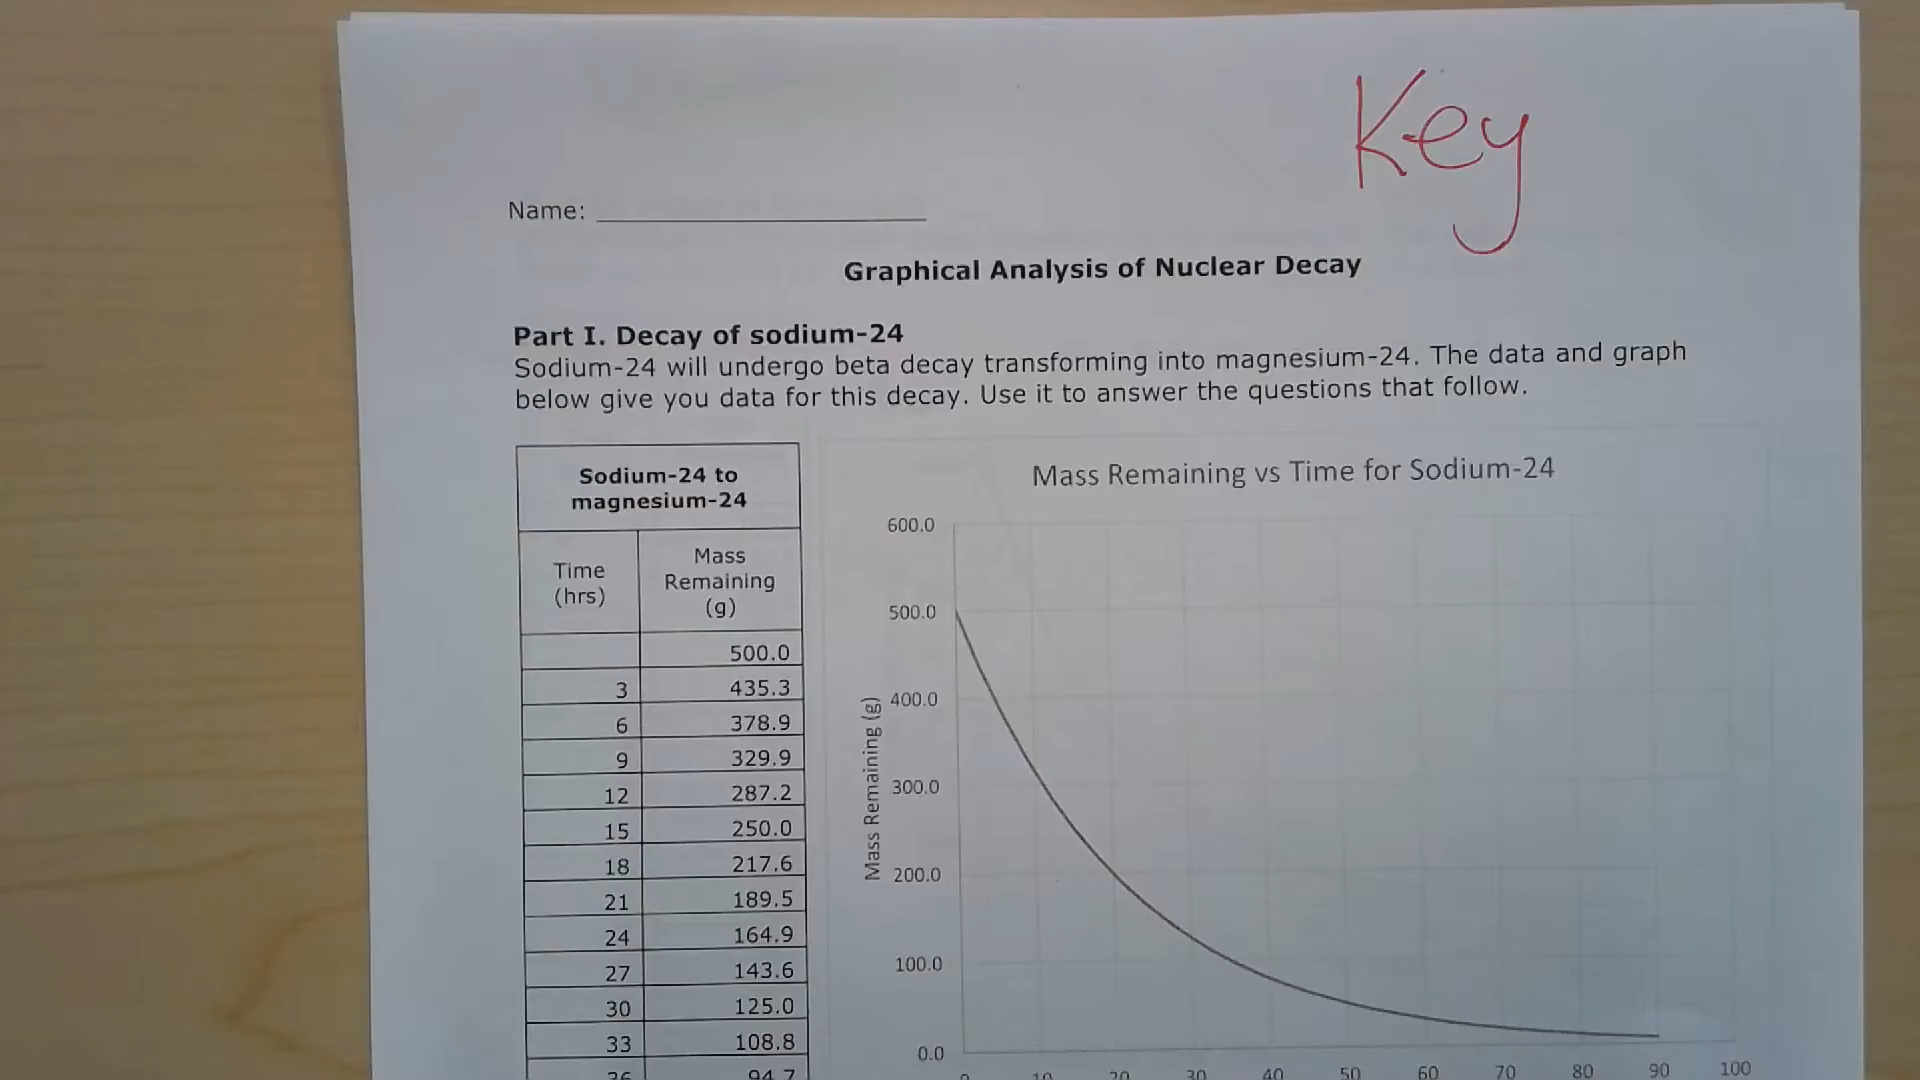 Key
Name:
Graphical Analysis of Nuclear Decay
Part I. Decay of sodium-24
Sodium-24 will undergo beta decay transforming into magnesium-24. The data and graph
below give you data for this decay. Use it to answer the questions that follow.
Sodium-24 to
magnesium-24
Time
(hrs)
Mass
Remaining
(g)
500.0
3 435.3
6 378.9
9 329.9
12 287.2
15 250.0
18 217.6
21 189.5
24 164.9
27 143.6
30 125.0
33 108.8
36 94.7
Mass Remaining vs Time for Sodium-24
Mass Remaining (g)
600.0
500.0
400.0
300.0
200.0
100.0
0.0
0 10 20 30 40 50 60 70 80 90 100